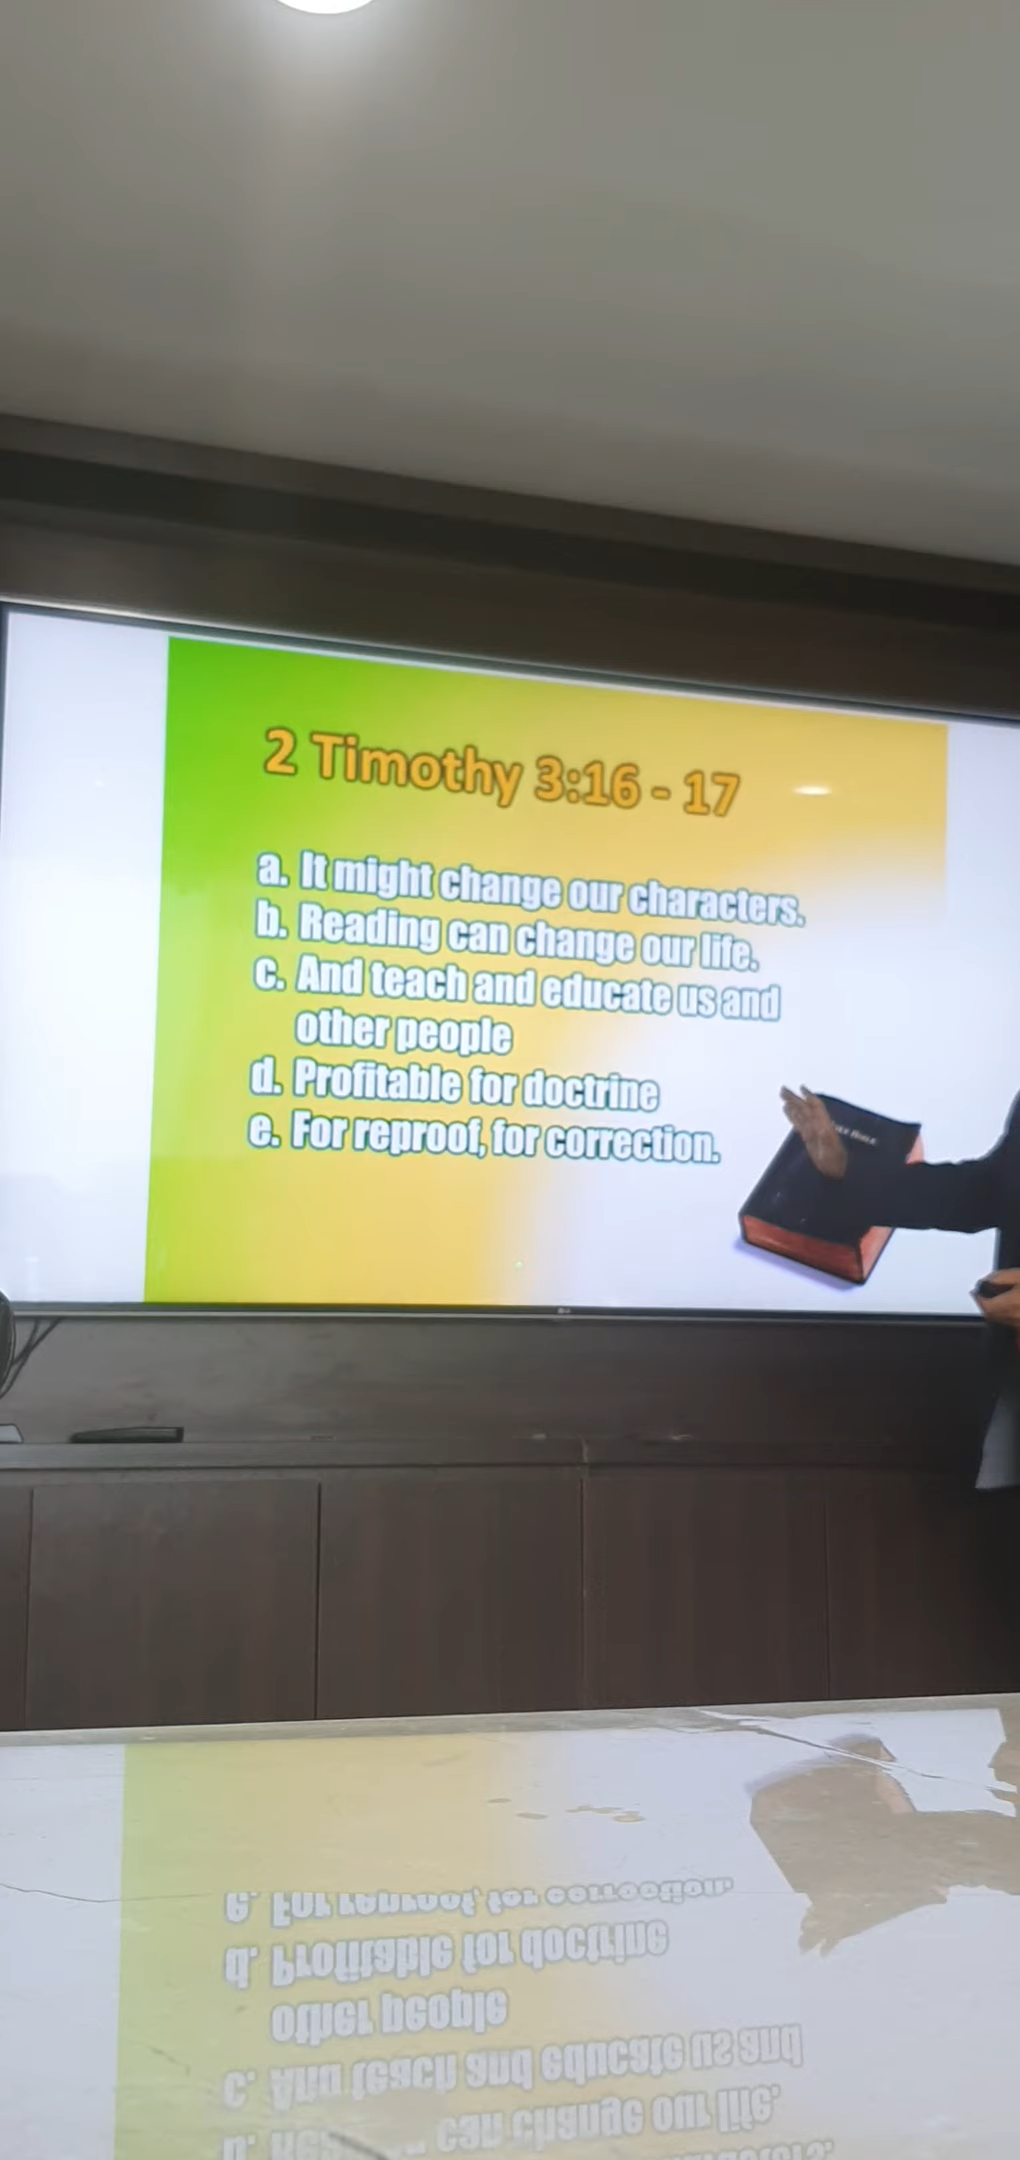 2 Timothy 3:16 - 17
a. It might change our characters.
b. Reading can change our life.
c. And teach and educate us and
other people
d. Profitable for doctrine
e. For reproof, for correction.
BIBLE